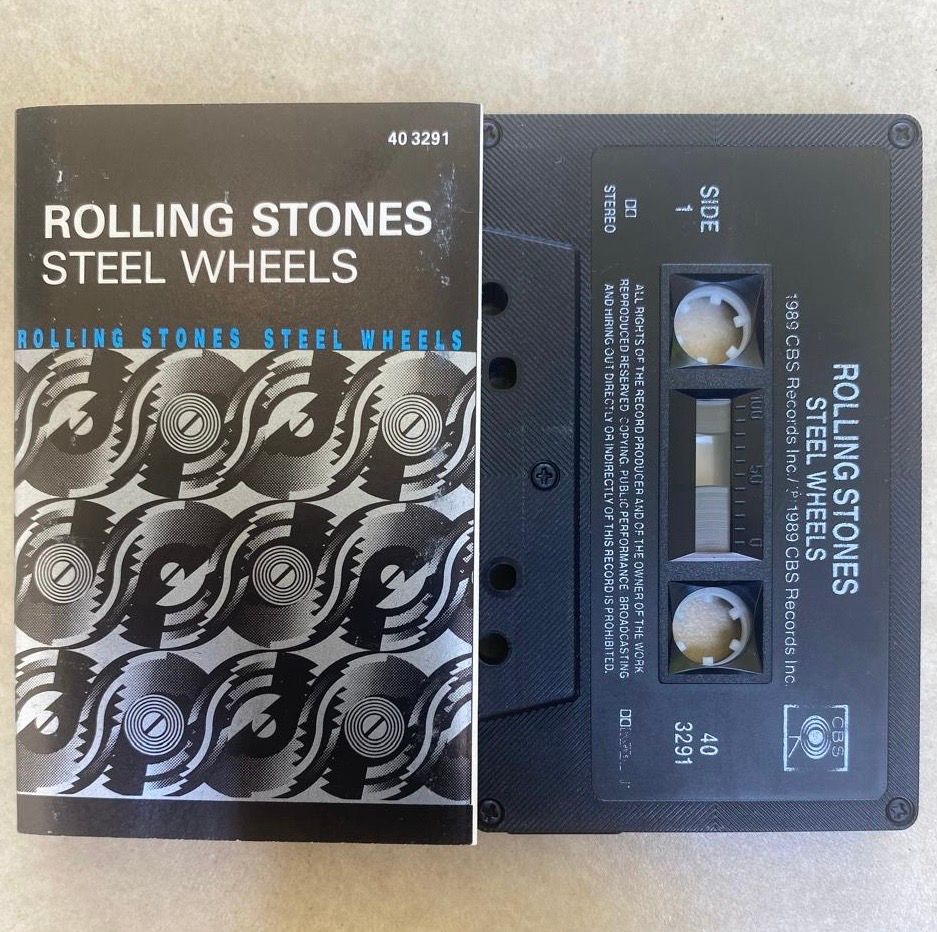 40 3291
ROLLING STONES
STEEL WHEELS
ROLLING STONES STEEL WHEELS
ROLLING STONES
STEEL WHEELS
1989 CBS Records Inc. / ℗ 1989 CBS Records Inc.
CBS
SIDE
1
100 50 0
40
3291
STEREO
ALL RIGHTS OF THE RECORD PRODUCER AND OF THE OWNER OF THE WORK
REPRODUCED RESERVED COPYING, PUBLIC PERFORMANCE BROADCASTING
AND HIRING OUT DIRECTLY OR INDIRECTLY OF THIS RECORD IS PROHIBITED.